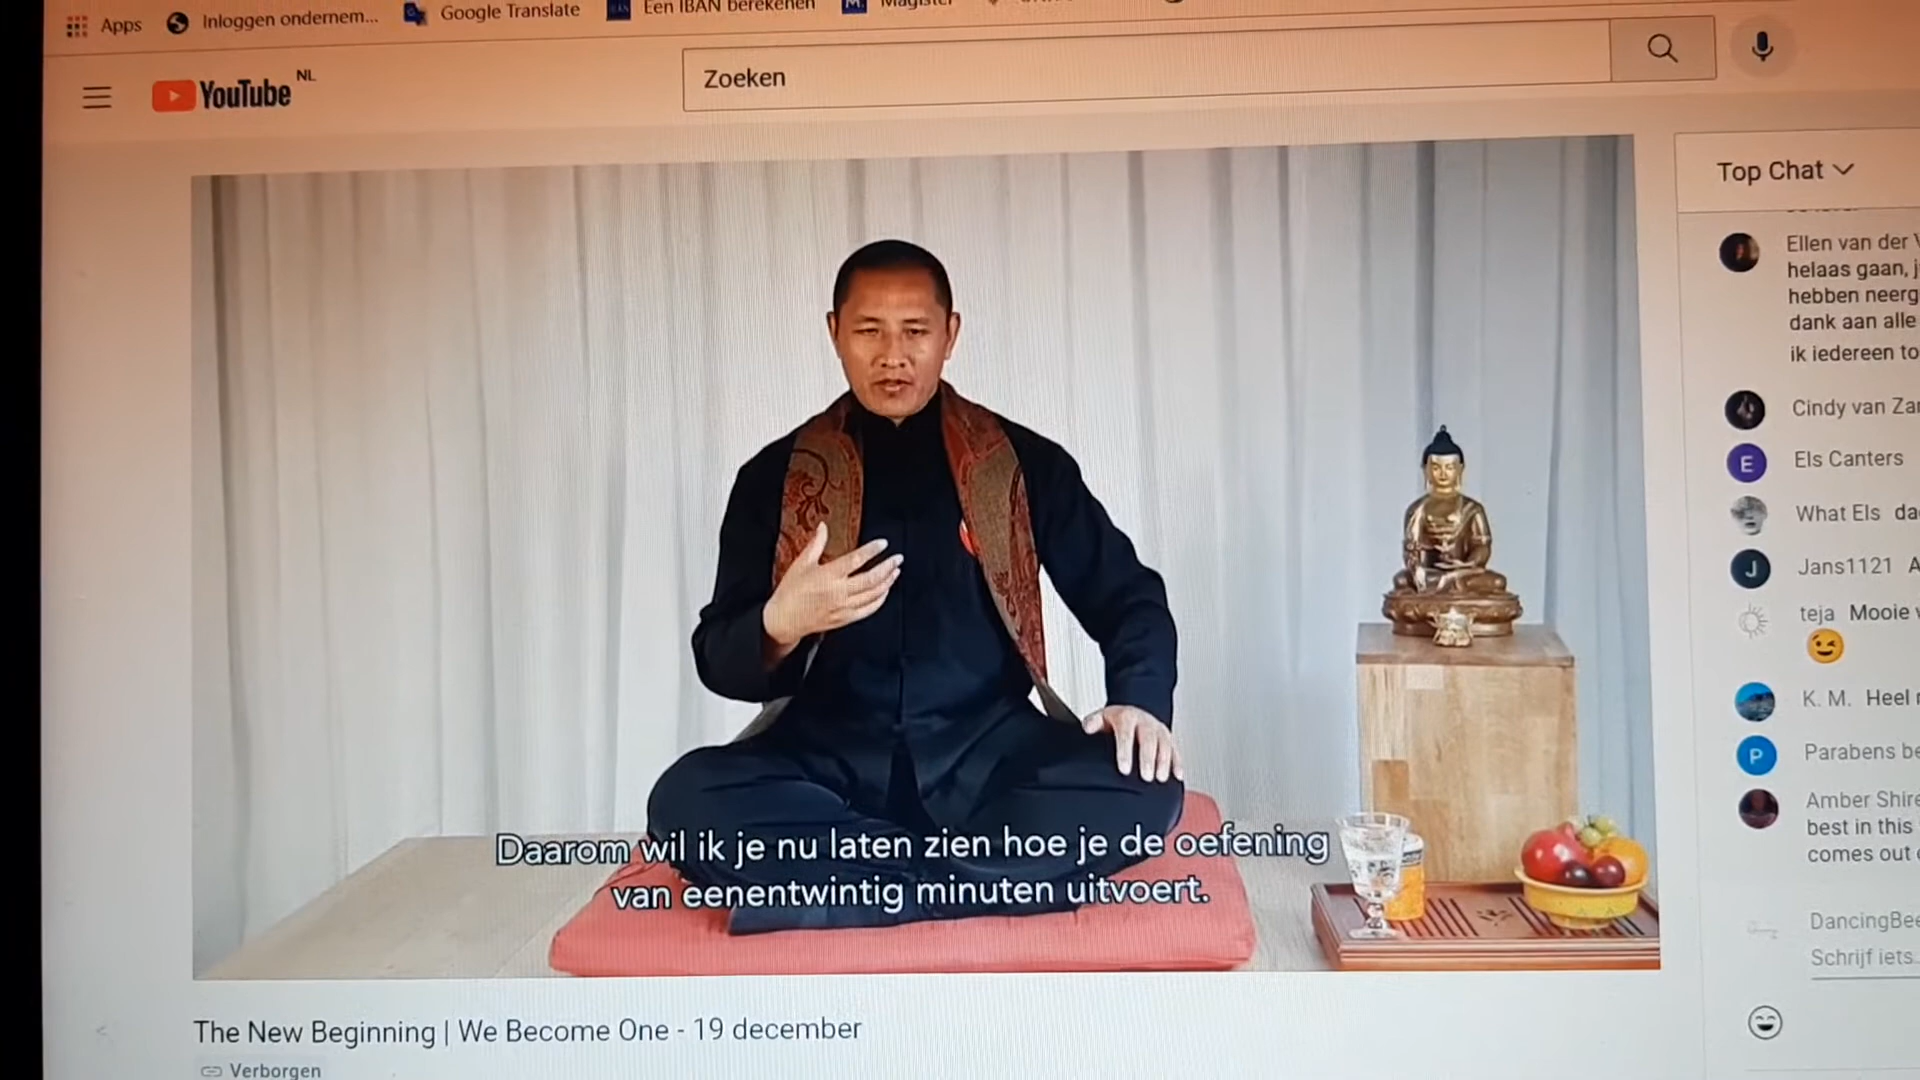 Apps
Inloggen ondernem...
Google Translate
Een IBAN berekenen
Magister
YouTube NL
Zoeken
Top Chat
Ellen van der
helaas gaan, j
hebben neerg
dank aan alle
ik iedereen to
Cindy van Zar
E Els Canters
What Els da
J Jans1121 A
teja Mooie
K. M. Heel
P Parabens be
Amber Shire
best in this
comes out
DancingBee
Schrijf iets...
Daarom wil ik je nu laten zien hoe je de oefening
van eenentwintig minuten uitvoert.
The New Beginning | We Become One - 19 december
Verborgen